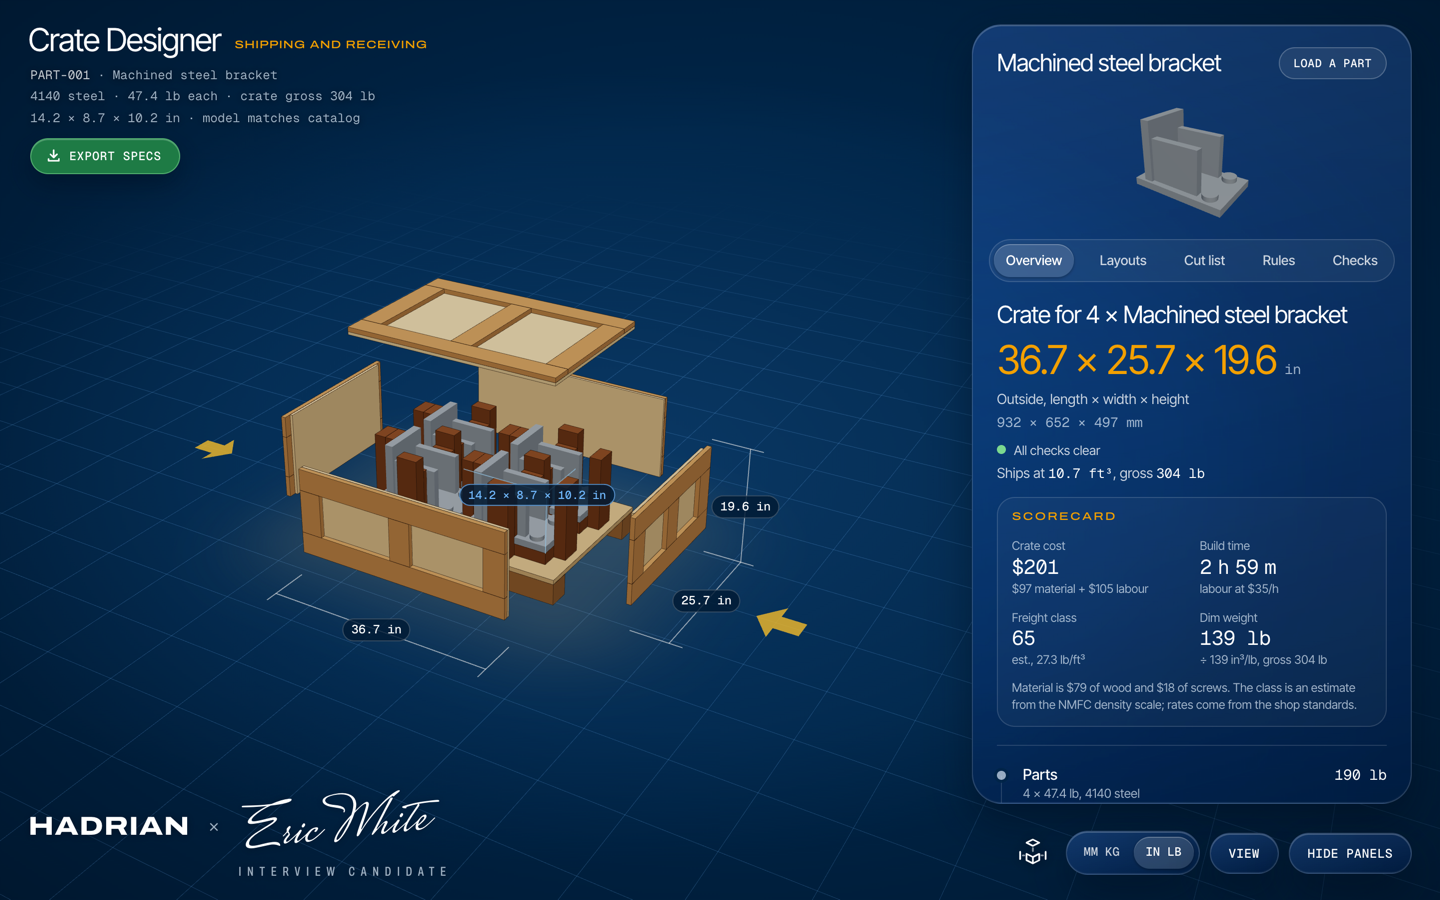 Crate Designer SHIPPING AND RECEIVING
PART-001 · Machined steel bracket
4140 steel · 47.4 lb each · crate gross 304 lb
14.2 × 8.7 × 10.2 in · model matches catalog
EXPORT SPECS
14.2 × 8.7 × 10.2 in
19.6 in
25.7 in
36.7 in
HADRIAN × Eric White
INTERVIEW CANDIDATE
Machined steel bracket
LOAD A PART
Overview Layouts Cut list Rules Checks
Crate for 4 × Machined steel bracket
36.7 × 25.7 × 19.6 in
Outside, length × width × height
932 × 652 × 497 mm
All checks clear
Ships at 10.7 ft³, gross 304 lb
SCORECARD
Crate cost
$201
$97 material + $105 labour
Build time
2 h 59 m
labour at $35/h
Freight class
65
est., 27.3 lb/ft³
Dim weight
139 lb
÷ 139 in³/lb, gross 304 lb
Material is $79 of wood and $18 of screws. The class is an estimate
from the NMFC density scale; rates come from the shop standards.
Parts 190 lb
4 × 47.4 lb, 4140 steel
MM KG IN LB VIEW HIDE PANELS